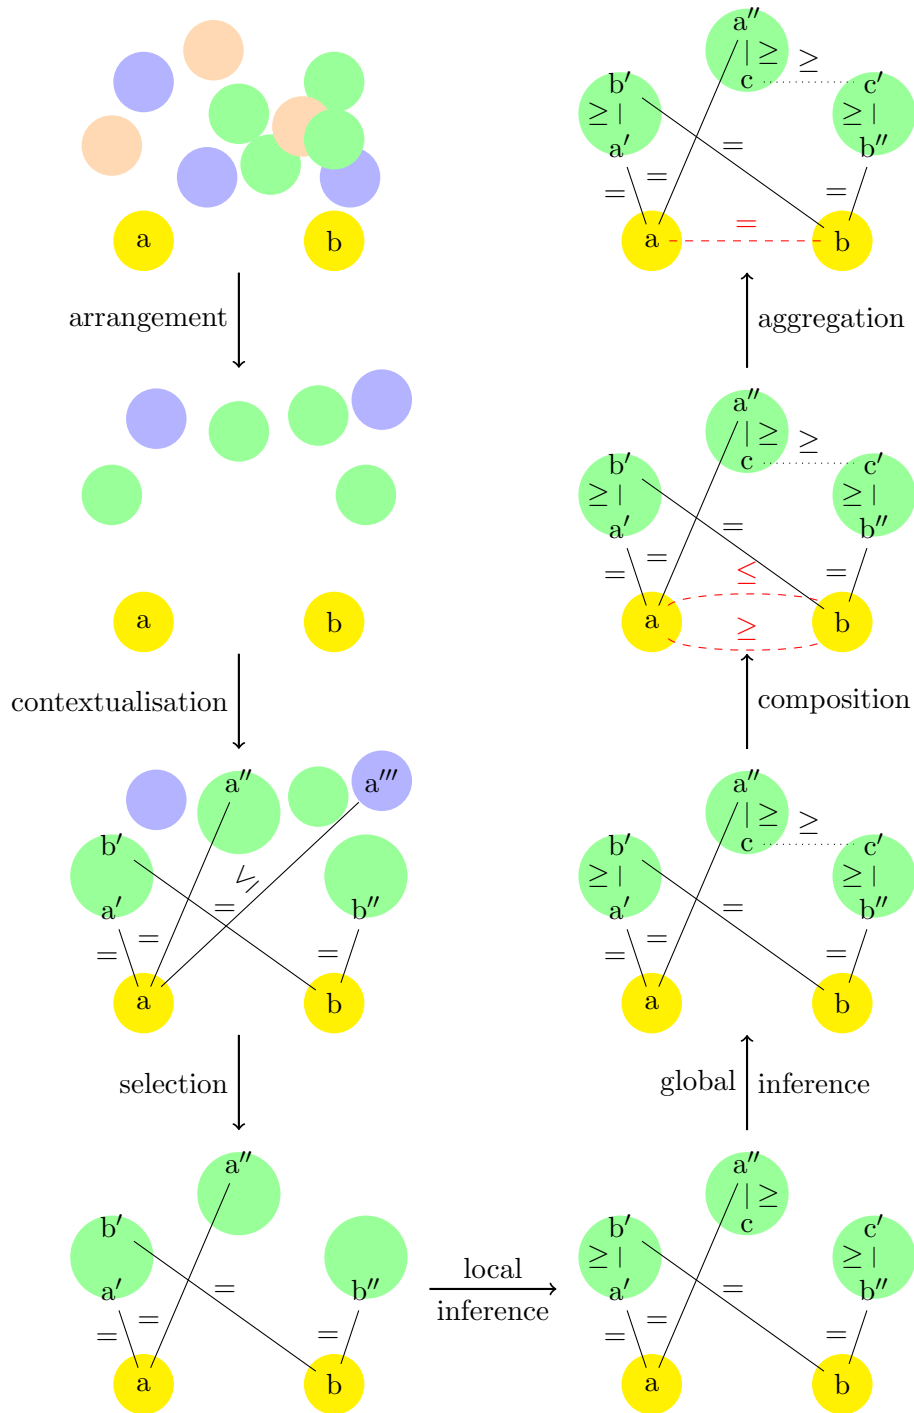 a b
arrangement
a b
contextualisation
a″ a‴
b′
≤
=
a′ b″
= = =
a b
selection
a″
b′
=
a′ b″
= = =
a b
local
inference
a″
| ≥
b′ c c′
≥ | ≥ |
a′ = b″
= = =
a b
global inference
a″
| ≥ ≥
b′ c c′
≥ | ≥ |
a′ = b″
= = =
a b
composition
a″
| ≥ ≥
b′ c c′
≥ | ≥ |
a′ = b″
= = =
≤
a b
≥
aggregation
a″
| ≥ ≥
b′ c c′
≥ | ≥ |
a′ = b″
= = =
=
a b